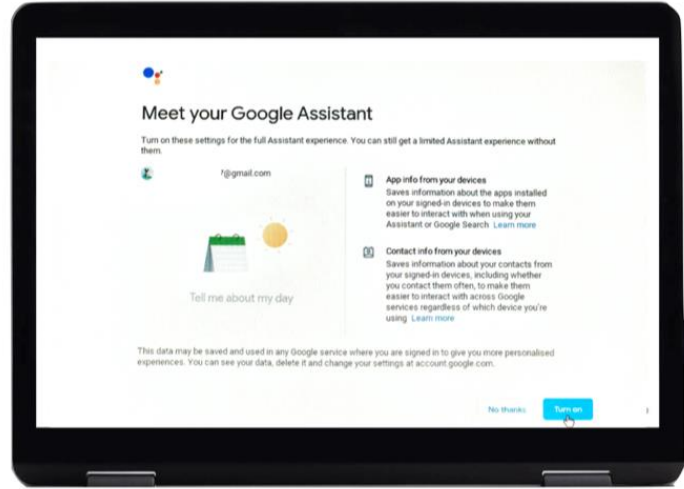 Meet your Google Assistant
Turn on these settings for the full Assistant experience. You can still get a limited Assistant experience without
them.
@gmail.com
Tell me about my day
App info from your devices
Saves information about the apps installed
on your signed-in devices to make them
easier to interact with when using your
Assistant or Google Search Learn more
Contact info from your devices
Saves information about your contacts from
your signed-in devices, including whether
you contact them often, to make them
easier to interact with across Google
services regardless of which device you're
using Learn more
This data may be saved and used in any Google service where you are signed in to give you more personalised
experiences. You can see your data, delete it and change your settings at account.google.com.
No thanks
Turn on